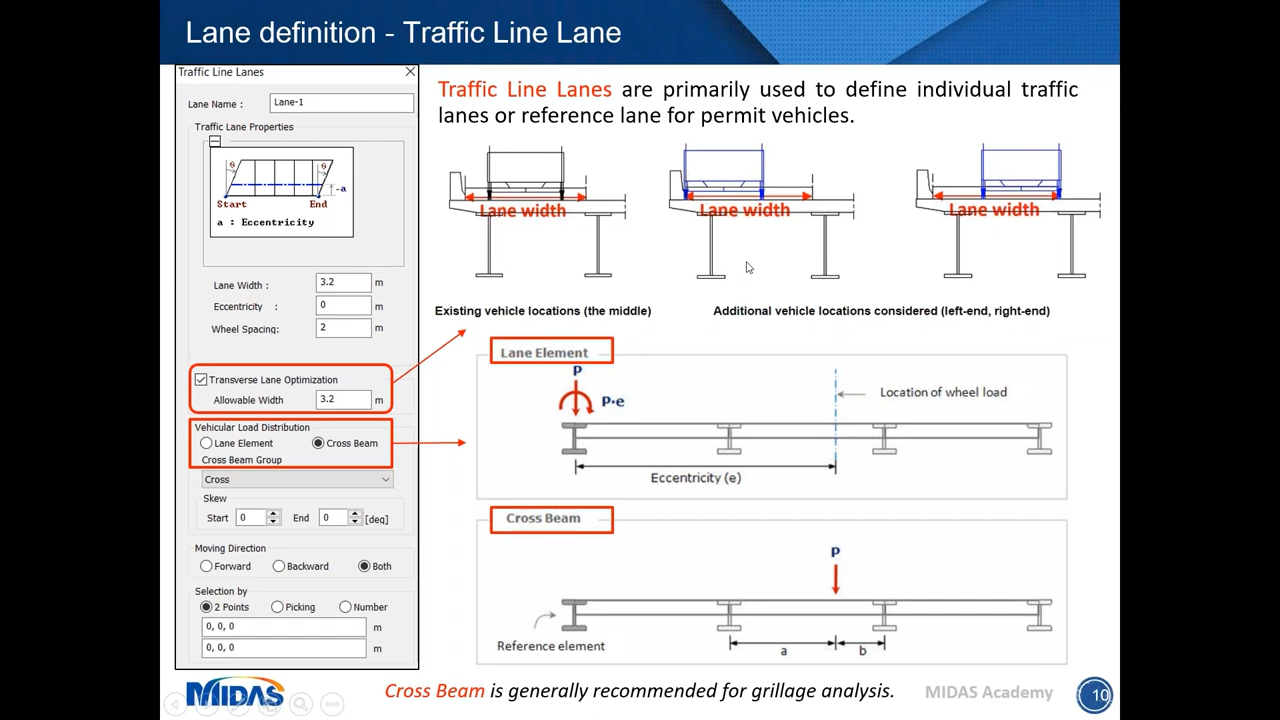 Lane definition - Traffic Line Lane
Traffic Line Lanes
Lane Name :
Lane-1
Traffic Lane Properties
θ
θ
-a
Start
End
a : Eccentricity
Lane Width :
3.2
m
Eccentricity :
0
m
Wheel Spacing:
2
m
Transverse Lane Optimization
Allowable Width
3.2
m
Vehicular Load Distribution
Lane Element
Cross Beam
Cross Beam Group
Cross
Skew
Start
0
End
0
[deg]
Moving Direction
Forward
Backward
Both
Selection by
2 Points
Picking
Number
0, 0, 0
m
0, 0, 0
m
Traffic Line Lanes are primarily used to define individual traffic
lanes or reference lane for permit vehicles.
Lane width
Lane width
Lane width
Existing vehicle locations (the middle)
Additional vehicle locations considered (left-end, right-end)
Lane Element
P
P·e
Location of wheel load
Eccentricity (e)
Cross Beam
P
Reference element
a
b
MIDAS
Cross Beam is generally recommended for grillage analysis.
MIDAS Academy
10